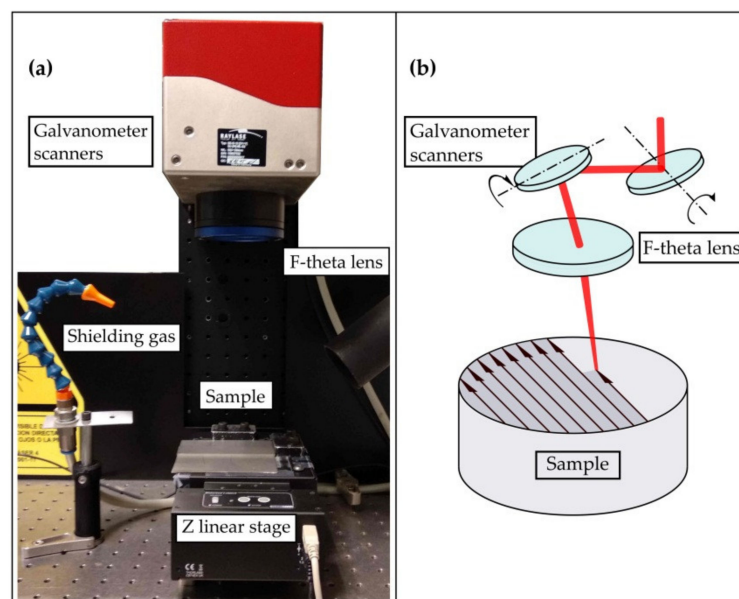 (a)
Galvanometer
scanners
RAYLASE
F-theta lens
Shielding gas
Sample
Z linear stage
(b)
Galvanometer
scanners
F-theta lens
Sample